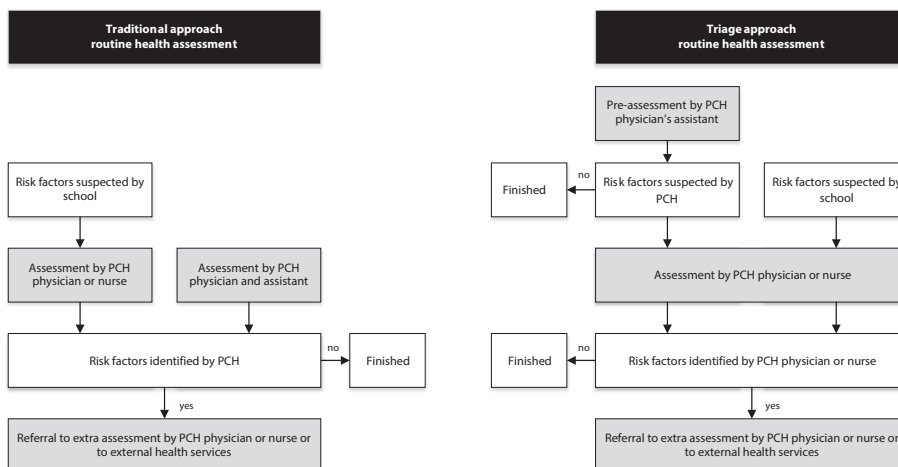 Traditional approach
routine health assessment
Risk factors suspected by
school
Assessment by PCH
physician or nurse
Assessment by PCH
physician and assistant
Risk factors identified by PCH
no
Finished
yes
Referral to extra assessment by PCH physician or nurse or
to external health services
Triage approach
routine health assessment
Pre-assessment by PCH
physician's assistant
Finished
no
Risk factors suspected by
PCH
Risk factors suspected by
school
Assessment by PCH physician or nurse
Finished
no
Risk factors identified by PCH physician or nurse
yes
Referral to extra assessment by PCH physician or nurse or
to external health services